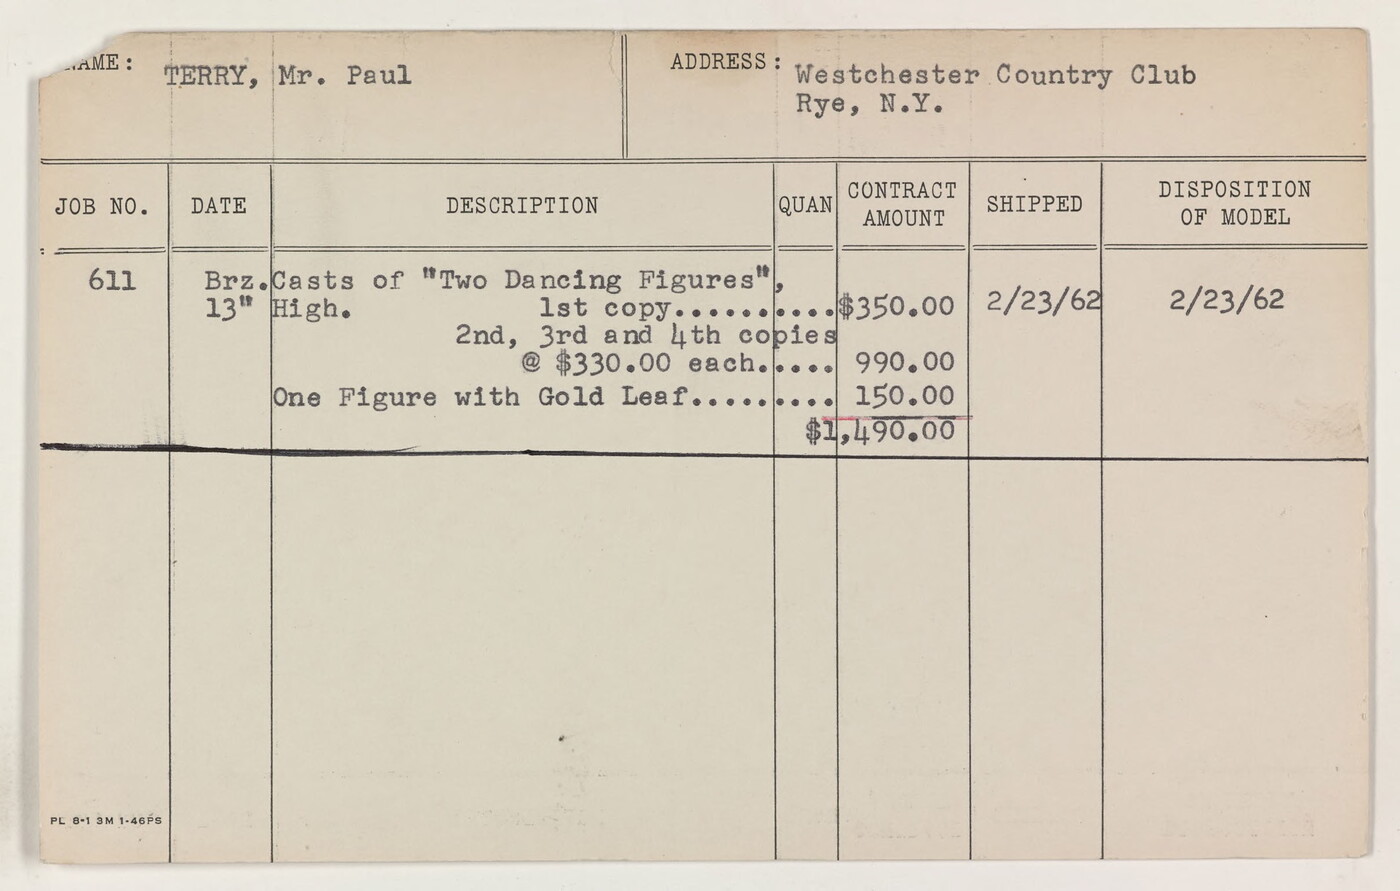 NAME: TERRY, Mr. Paul ADDRESS: Westchester Country Club
Rye, N.Y.
JOB NO. DATE DESCRIPTION QUAN CONTRACT AMOUNT SHIPPED DISPOSITION OF MODEL
611 Brz. Casts of "Two Dancing Figures",
13" High. 1st copy.......... $350.00 2/23/62 2/23/62
2nd, 3rd and 4th copies
@ $330.00 each..... 990.00
One Figure with Gold Leaf......... 150.00
$1,490.00
PL 8-1 3M 1-46PS